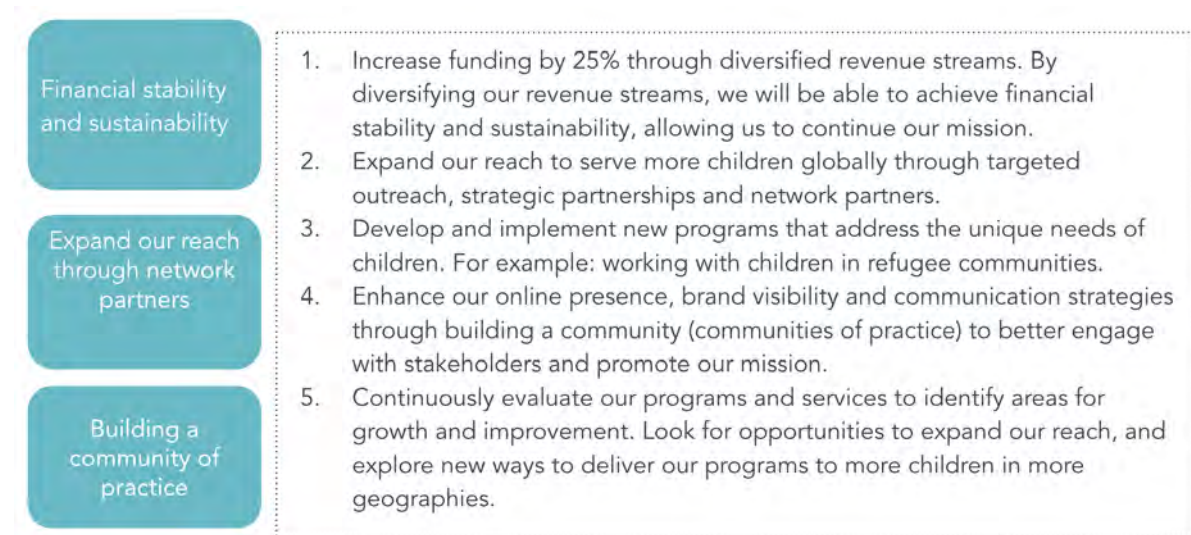 Financial stability
and sustainability
Expand our reach
through network
partners
Building a
community of
practice
1. Increase funding by 25% through diversified revenue streams. By
diversifying our revenue streams, we will be able to achieve financial
stability and sustainability, allowing us to continue our mission.
2. Expand our reach to serve more children globally through targeted
outreach, strategic partnerships and network partners.
3. Develop and implement new programs that address the unique needs of
children. For example: working with children in refugee communities.
4. Enhance our online presence, brand visibility and communication strategies
through building a community (communities of practice) to better engage
with stakeholders and promote our mission.
5. Continuously evaluate our programs and services to identify areas for
growth and improvement. Look for opportunities to expand our reach, and
explore new ways to deliver our programs to more children in more
geographies.